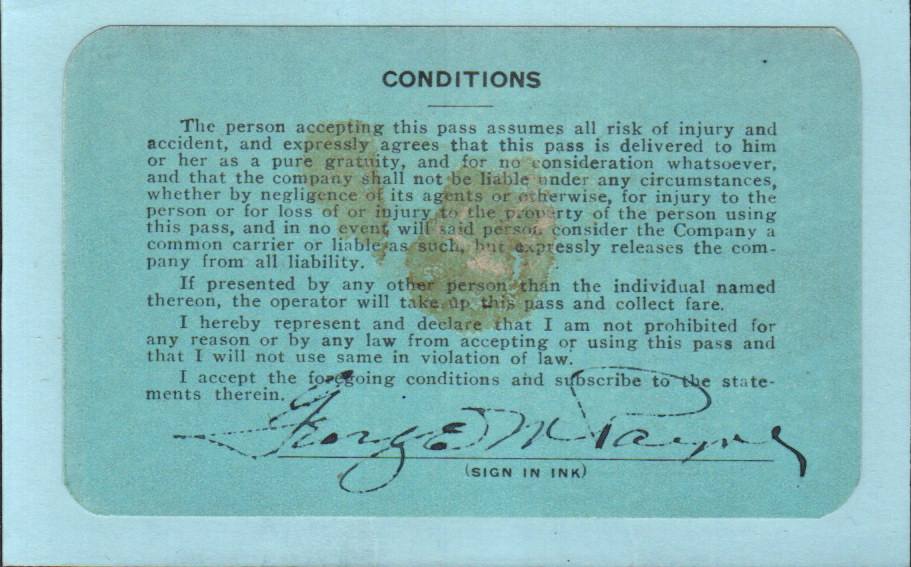 CONDITIONS
The person accepting this pass assumes all risk of injury and
accident, and expressly agrees that this pass is delivered to him
or her as a pure gratuity, and for no consideration whatsoever,
and that the company shall not be liable under any circumstances,
whether by negligence of its agents or otherwise, for injury to the
person or for loss of or injury to the property of the person using
this pass, and in no event will said person consider the Company a
common carrier or liable as such, but expressly releases the com-
pany from all liability.
If presented by any other person than the individual named
thereon, the operator will take up this pass and collect fare.
I hereby represent and declare that I am not prohibited for
any reason or by any law from accepting or using this pass and
that I will not use same in violation of law.
I accept the foregoing conditions and subscribe to the state-
ments therein.
George M Payne
(SIGN IN INK)